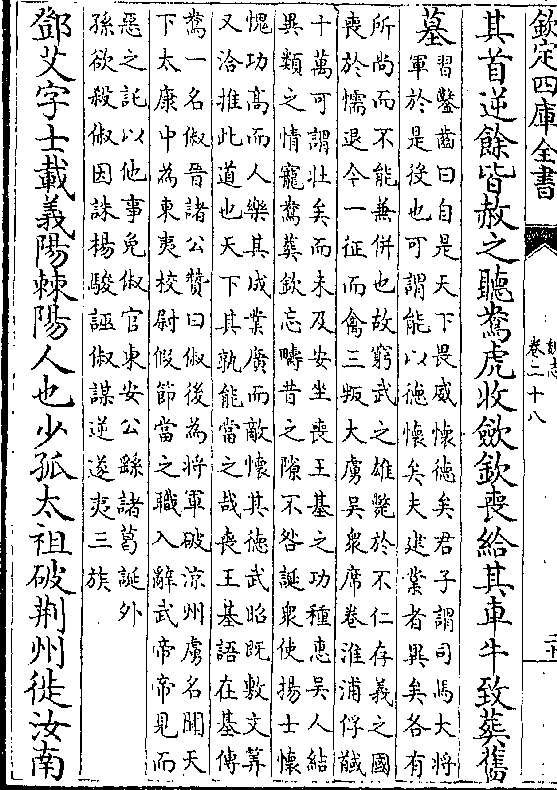 欽定四庫全書 魏志 卷二十八 二十
其首逆餘皆赦之聽鴦虎收斂欽喪給其車牛致葬舊
墓
習鑿齒曰自是天下畏威懷德矣君子謂司馬大將
軍於是後也可謂能以德懷矣夫建業者異矣各有
所尚而不能兼併也故窮武之雄斃於不仁存義之國
喪於懦退今一征而禽三叛大虜吳衆席卷淮浦俘馘
十萬可謂壯矣而未及安坐喪王基之功種惠吳人結
異類之情寵鴦葬欽忘疇昔之隙不咎誕衆使揚士懷
愧功高而人樂其成業廣而敵懷其德武昭既敷文筭
又洽推此道也天下其孰能當之哉喪王基語在基傳
鴦一名俶晉諸公贊曰俶後為將軍破涼州虜名聞天
下太康中為東夷校尉假節當之職入辭武帝帝見而
惡之託以他事免俶官東安公繇諸葛誕外
孫欲殺俶因誅楊駿誣俶謀逆遂夷三族
鄧艾字士載義陽棘陽人也少孤太祖破荊州徙汝南